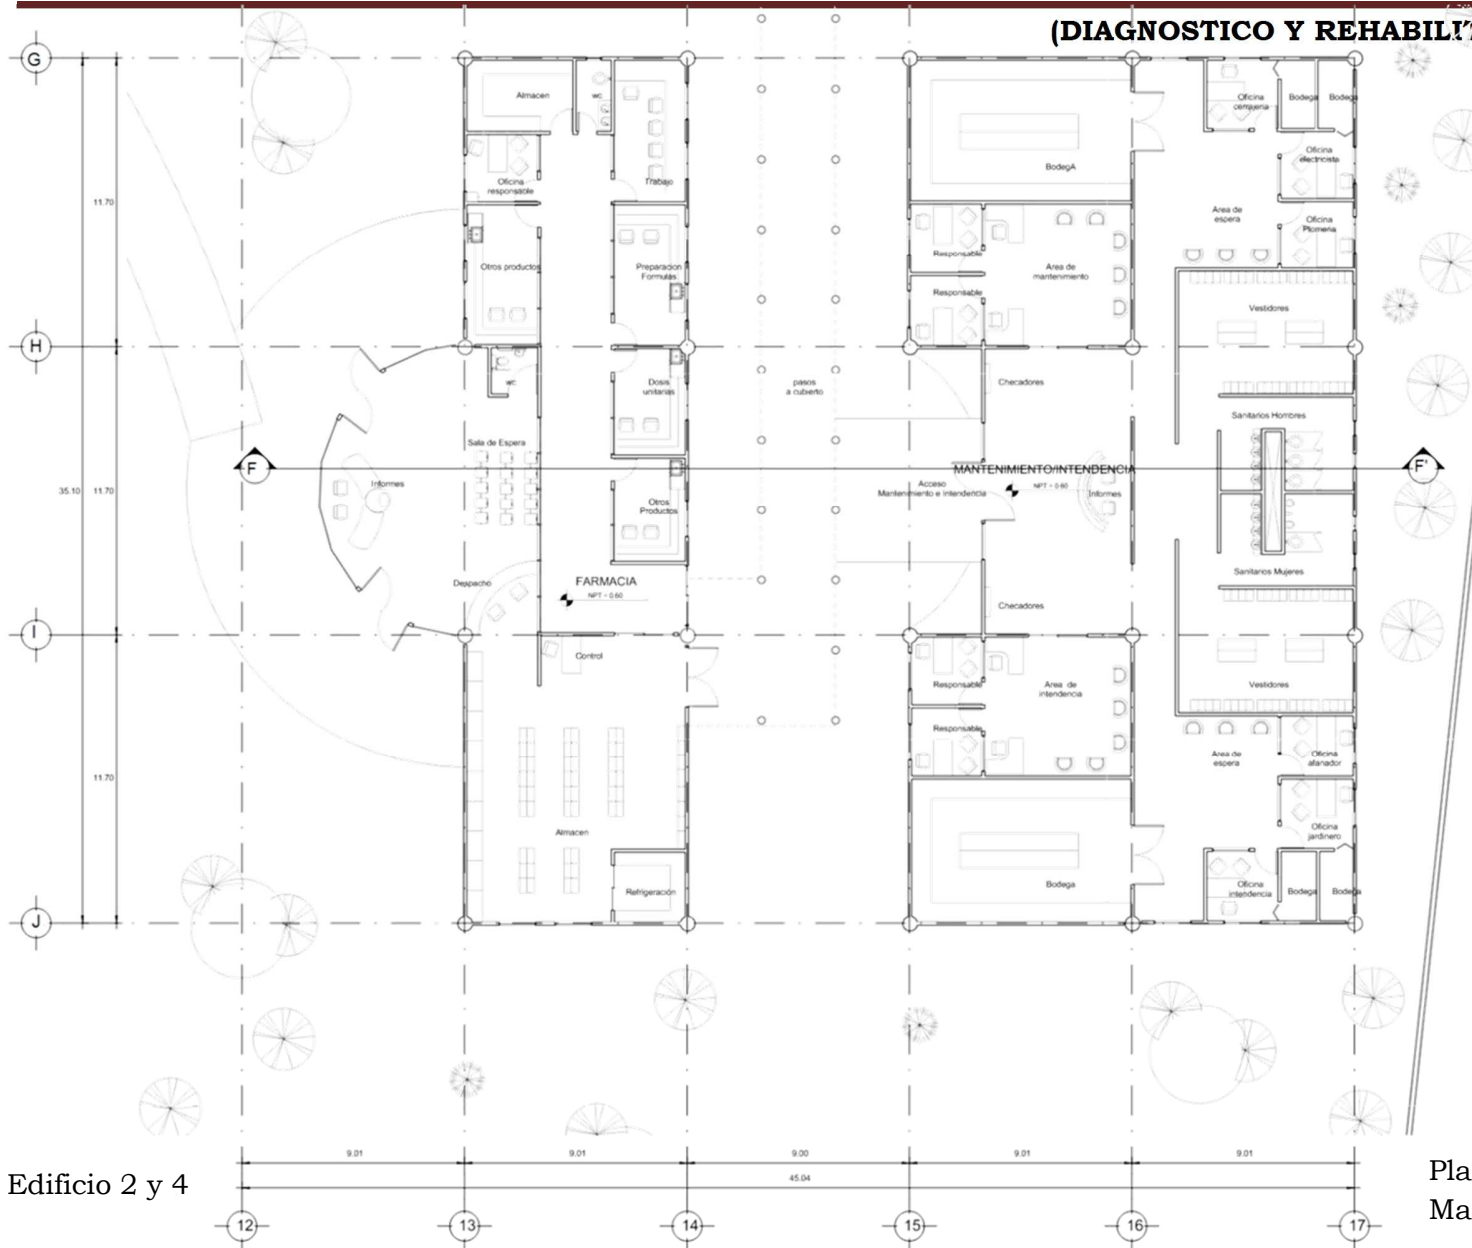 (DIAGNOSTICO Y REHABILIT
G
Almacen
wc
Trabajo
Oficina
responsable
11.70
Otros productos
Preparacion
Formulas
BodegA
Oficina
cerrajeria
Bodega
Bodega
Oficina
electricista
Area de
espera
Oficina
Plomeria
Responsable
Responsable
Area de
mantenimiento
Vestidores
H
wc
Dosis
unitarias
pasos
a cubierto
Checadores
Sanitarios Hombres
Sala de Espera
F
F'
MANTENIMIENTO/INTENDENCIA
NPT + 0.60
35.10
11.70
Informes
Otros
Productos
Acceso
Mantenimiento e intendencia
Informes
Sanitarios Mujeres
Despacho
FARMACIA
NPT + 0.60
Checadores
I
Control
Responsable
Responsable
Area de
intendencia
Vestidores
11.70
Area de
espera
Oficina
afanador
Almacen
Oficina
jardinero
Refrigeración
Bodega
Oficina
intendencia
Bodega
Bodega
J
9.01
9.01
9.00
9.01
9.01
45.04
Edificio 2 y 4
Pla
Ma
12
13
14
15
16
17